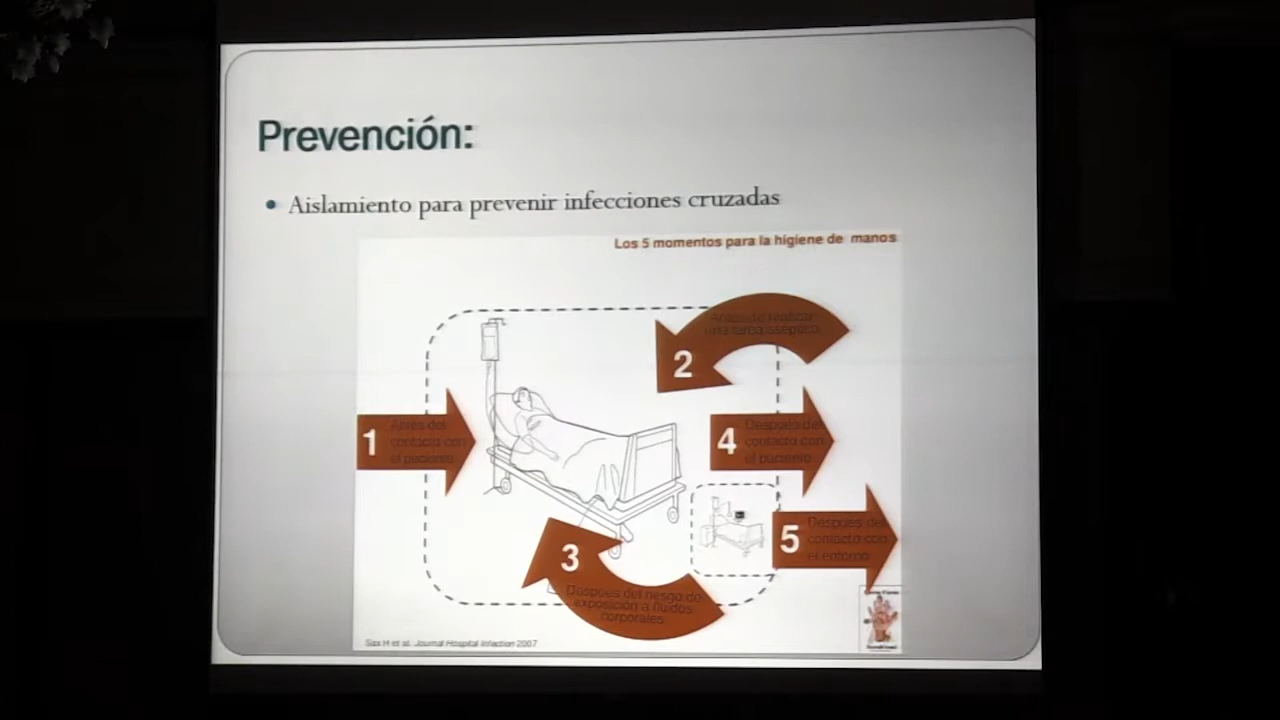 Prevención:
• Aislamiento para prevenir infecciones cruzadas
Los 5 momentos para la higiene de manos
1
Antes del
contacto con
el paciente
2
Antes de realizar
una tarea aséptica
3
Después del riesgo de
exposición a fluidos
corporales
4
Después del
contacto con
el paciente
5
Después del
contacto con
el entorno
Sax H et al. Journal Hospital Infection 2007